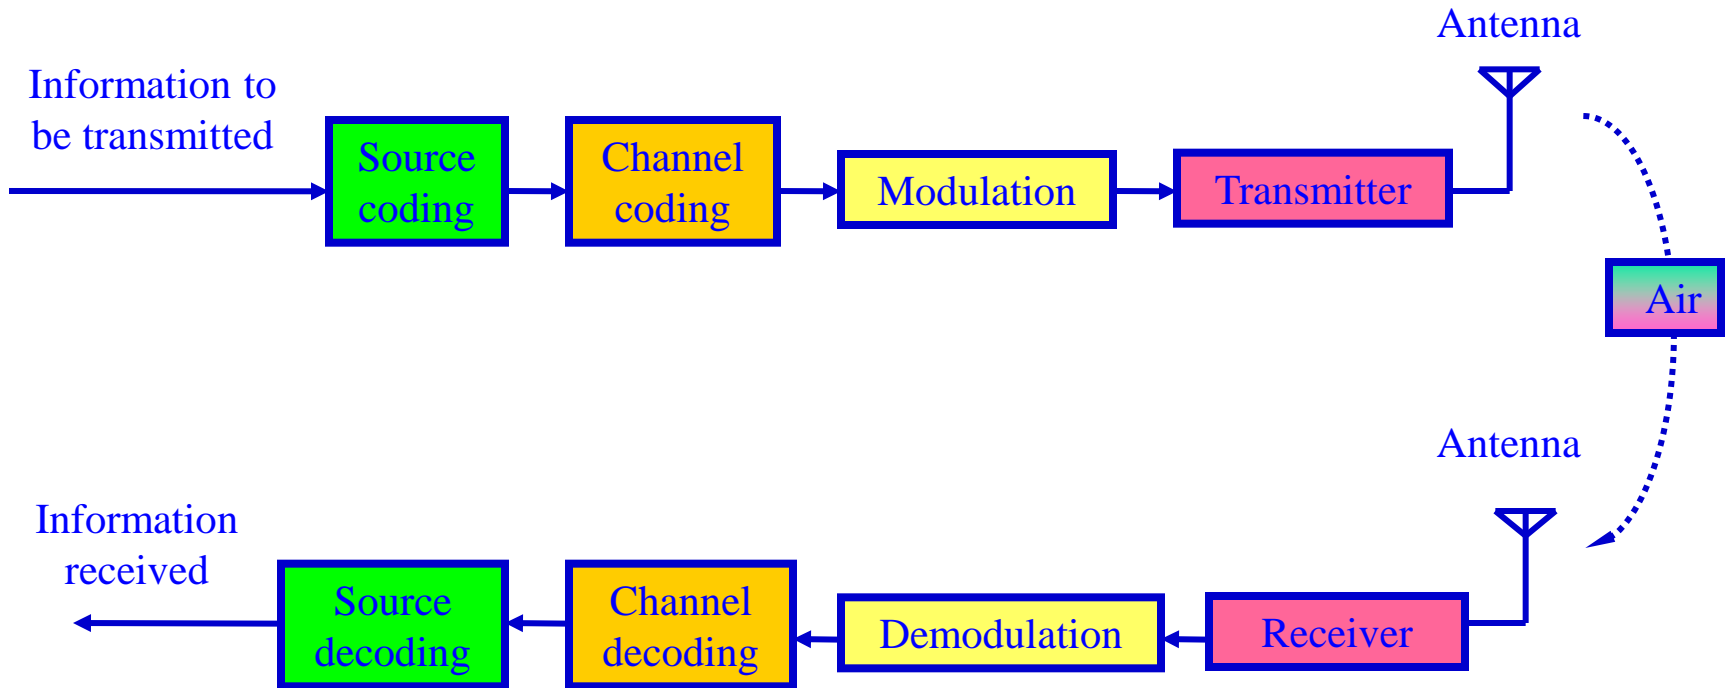 Antenna
Information to
be transmitted
Source
coding
Channel
coding
Modulation
Transmitter
Air
Antenna
Information
received
Source
decoding
Channel
decoding
Demodulation
Receiver